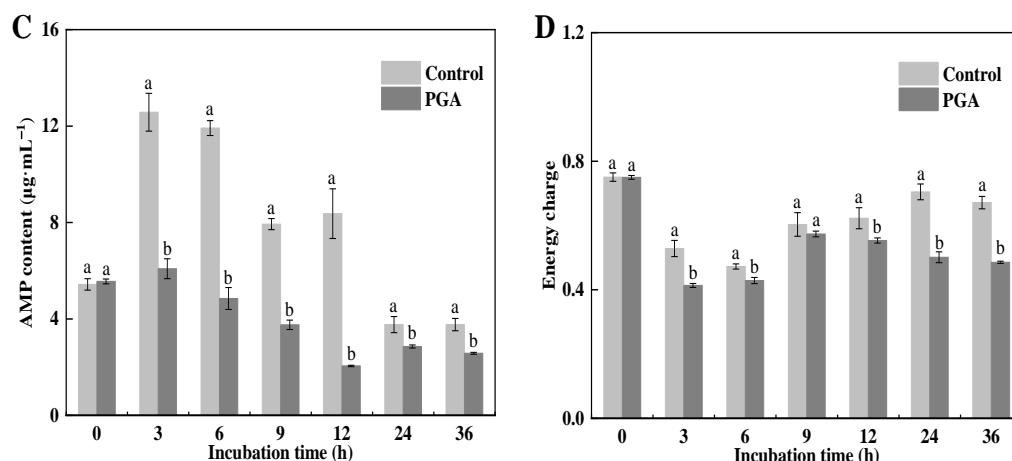 C
AMP content (μg·mL⁻¹)
16
12
8
4
0
Control
PGA
a a
a b
a b
a b
a b
a b
a b
0 3 6 9 12 24 36
Incubation time (h)
D
Energy charge
1.2
0.8
0.4
0.0
Control
PGA
a a
a b
a b
a a
a b
a b
a b
0 3 6 9 12 24 36
Incubation time (h)